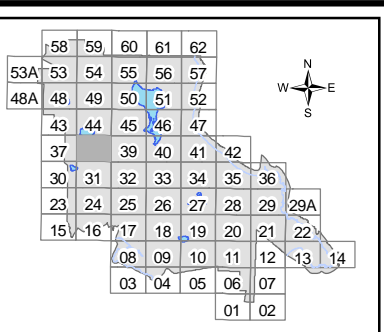 58 59 60 61 62
53A 53 54 55 56 57
48A 48 49 50 51 52
43 44 45 46 47
37 39 40 41 42
30 31 32 33 34 35 36
23 24 25 26 27 28 29 29A
15 16 17 18 19 20 21 22
08 09 10 11 12 13 14
03 04 05 06 07
01 02
N
W E
S